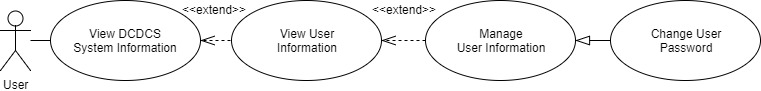 <<extend>>
<<extend>>
View DCDCS
System Information
View User
Information
Manage
User Information
Change User
Password
User